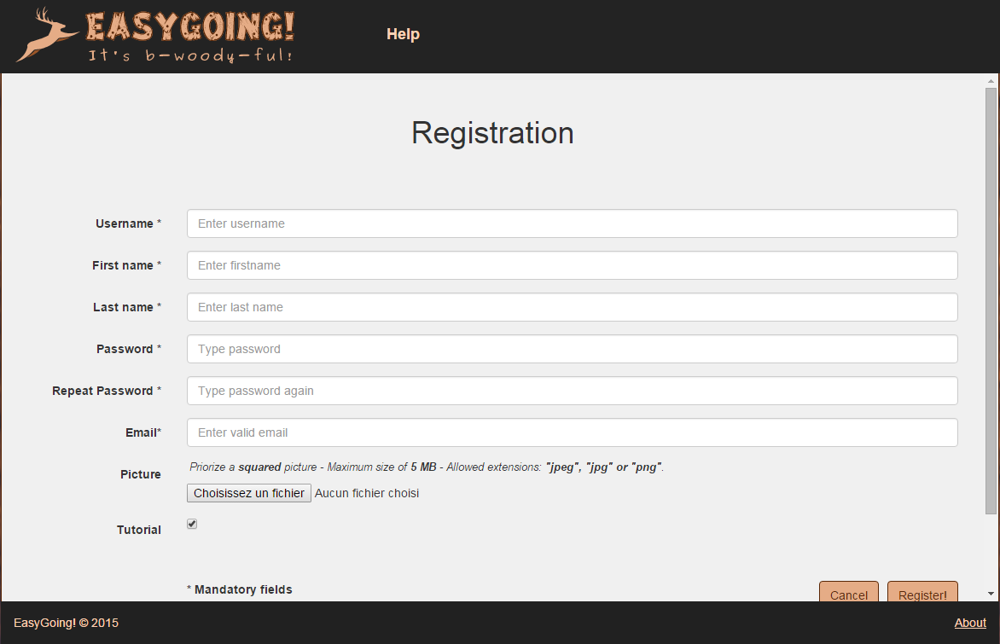 EASYGOING!
It's b-woody-ful!
Help
Registration
Username *
Enter username
First name *
Enter firstname
Last name *
Enter last name
Password *
Type password
Repeat Password *
Type password again
Email*
Enter valid email
Picture
Priorize a squared picture - Maximum size of 5 MB - Allowed extensions: "jpeg", "jpg" or "png".
Choisissez un fichier Aucun fichier choisi
Tutorial
* Mandatory fields
Cancel
Register!
EasyGoing! © 2015
About